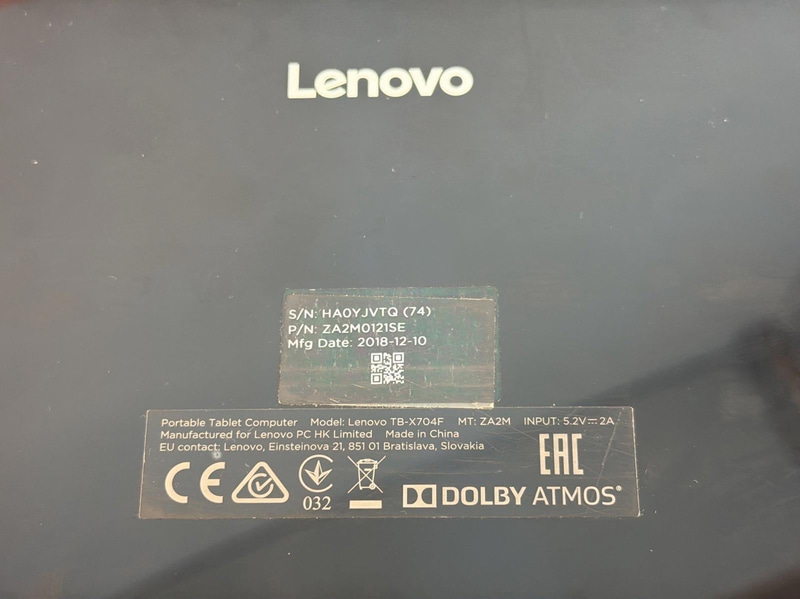 Lenovo
S/N: HA0YJVTQ (74)
P/N: ZA2M0121SE
Mfg Date: 2018-12-10
Portable Tablet Computer Model: Lenovo TB-X704F MT: ZA2M INPUT: 5.2V⎓2A
Manufactured for Lenovo PC HK Limited Made in China
EU contact: Lenovo, Einsteinova 21, 851 01 Bratislava, Slovakia
CE
032
EAC
DOLBY ATMOS®